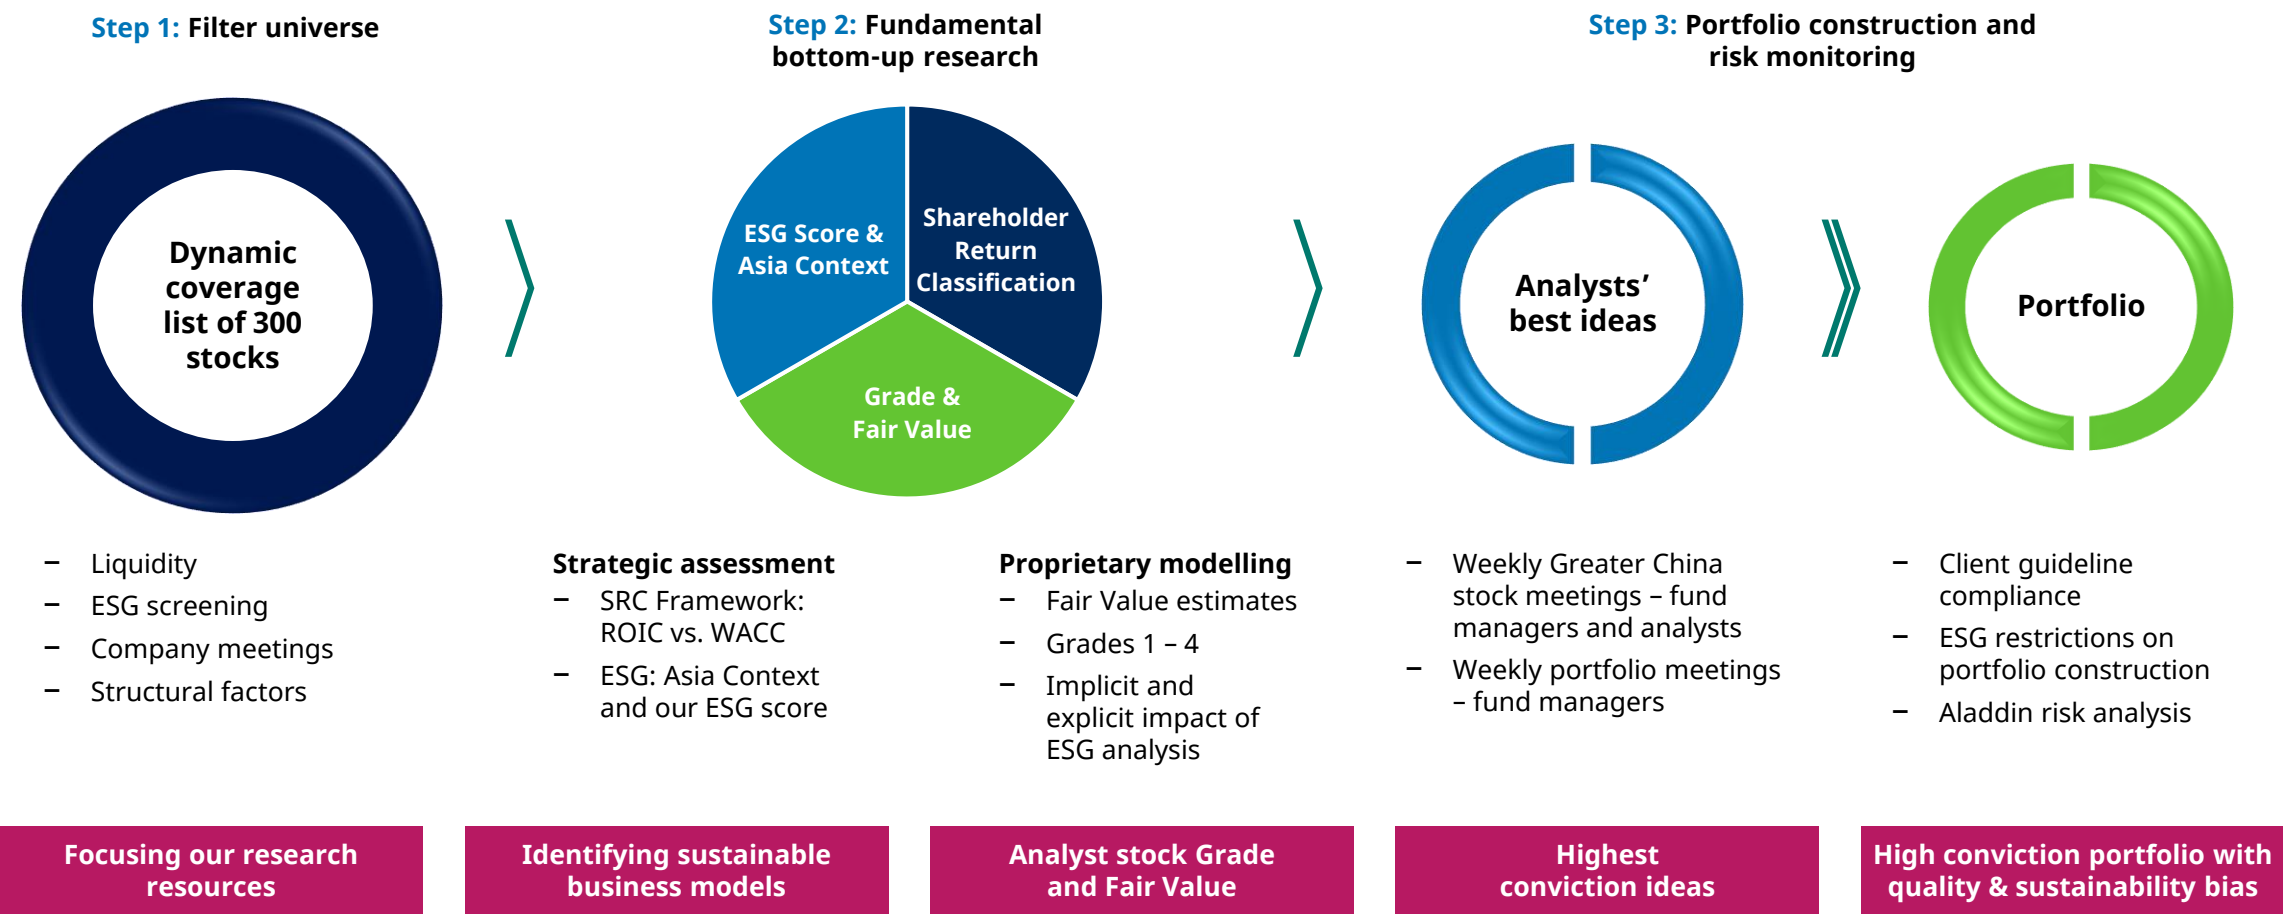 Step 1: Filter universe
Step 2: Fundamental
bottom-up research
Step 3: Portfolio construction and
risk monitoring
Dynamic
coverage
list of 300
stocks
ESG Score &
Asia Context
Shareholder
Return
Classification
Grade &
Fair Value
Analysts’
best ideas
Portfolio
– Liquidity
– ESG screening
– Company meetings
– Structural factors
Strategic assessment
– SRC Framework:
ROIC vs. WACC
– ESG: Asia Context
and our ESG score
Proprietary modelling
– Fair Value estimates
– Grades 1 – 4
– Implicit and
explicit impact of
ESG analysis
– Weekly Greater China
stock meetings – fund
managers and analysts
– Weekly portfolio meetings
– fund managers
– Client guideline
compliance
– ESG restrictions on
portfolio construction
– Aladdin risk analysis
Focusing our research
resources
Identifying sustainable
business models
Analyst stock Grade
and Fair Value
Highest
conviction ideas
High conviction portfolio with
quality & sustainability bias